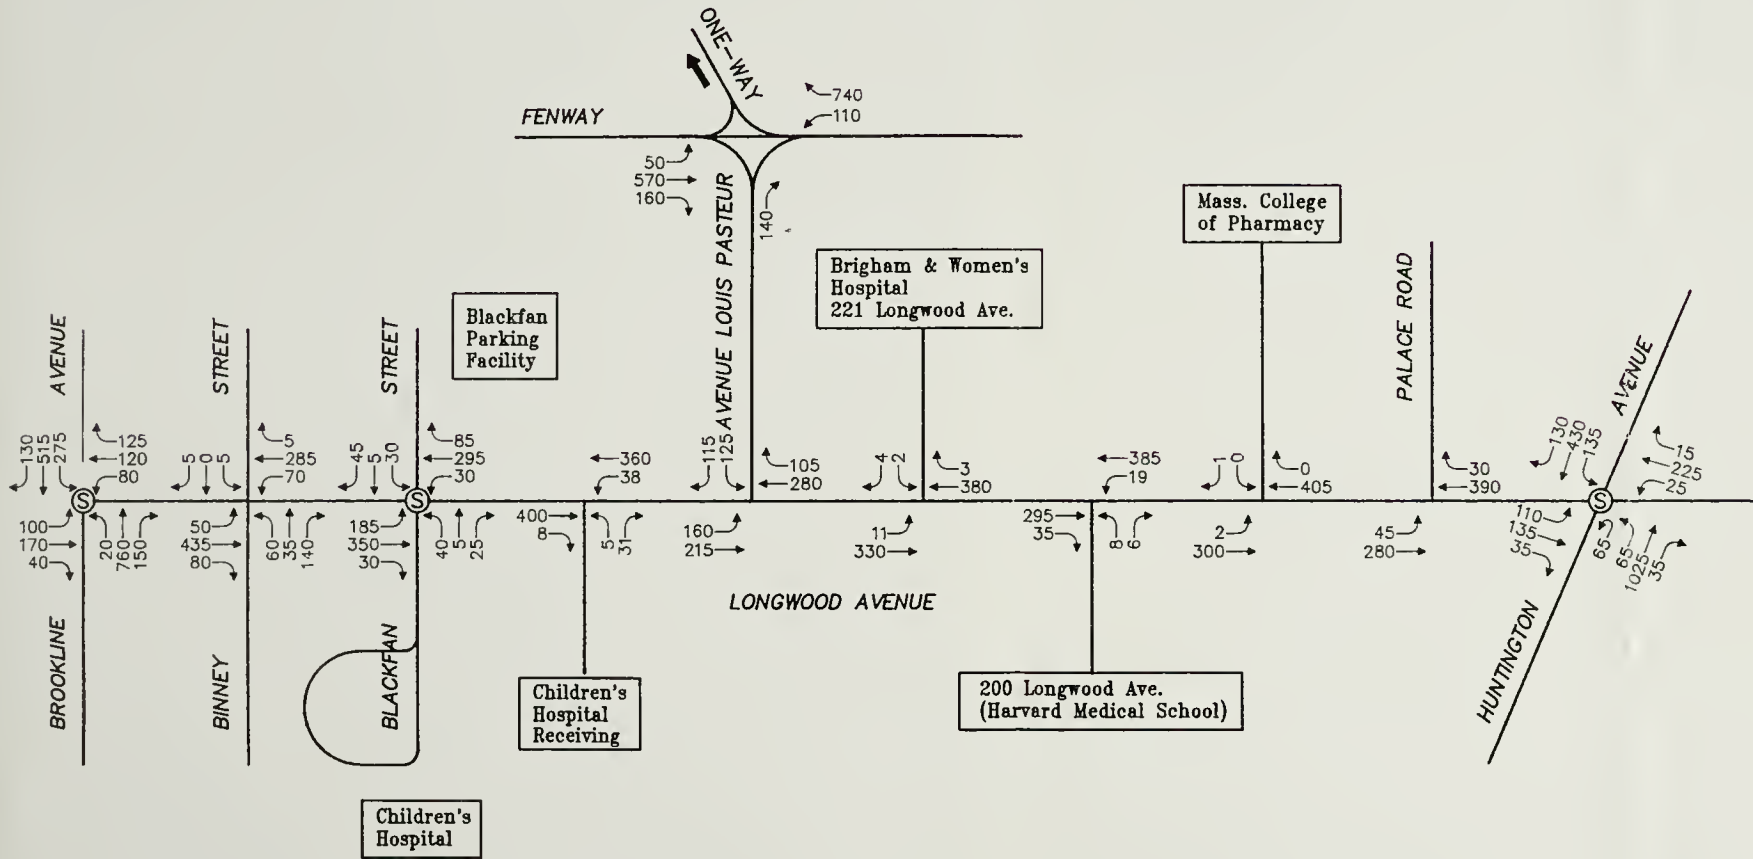 ONE-WAY
740
110
FENWAY
50
570
160
140
AVENUE LOUIS PASTEUR
Mass. College
of Pharmacy
Brigham & Women's
Hospital
221 Longwood Ave.
Blackfan
Parking
Facility
AVENUE
STREET
STREET
PALACE ROAD
AVENUE
130
515
275
125
120
80
5
0
5
5
285
70
45
5
30
85
295
30
360
38
115
125
105
280
4
2
3
380
385
19
1
0
0
405
30
390
130
430
135
15
225
25
S
S
S
100
170
40
20
760
150
50
435
80
60
35
140
185
350
30
40
5
25
400
8
5
31
160
215
11
330
295
35
8
6
2
300
45
280
110
135
35
65
65
1025
35
LONGWOOD AVENUE
BROOKLINE
BINNEY
BLACKFAN
HUNTINGTON
Children's
Hospital
Receiving
200 Longwood Ave.
(Harvard Medical School)
Children's
Hospital